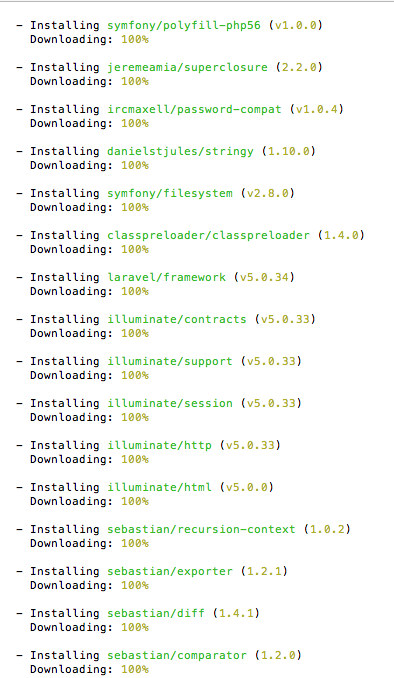 - Installing symfony/polyfill-php56 (v1.0.0)
Downloading: 100%
- Installing jeremeamia/superclosure (2.2.0)
Downloading: 100%
- Installing ircmaxell/password-compat (v1.0.4)
Downloading: 100%
- Installing danielstjules/stringy (1.10.0)
Downloading: 100%
- Installing symfony/filesystem (v2.8.0)
Downloading: 100%
- Installing classpreloader/classpreloader (1.4.0)
Downloading: 100%
- Installing laravel/framework (v5.0.34)
Downloading: 100%
- Installing illuminate/contracts (v5.0.33)
Downloading: 100%
- Installing illuminate/support (v5.0.33)
Downloading: 100%
- Installing illuminate/session (v5.0.33)
Downloading: 100%
- Installing illuminate/http (v5.0.33)
Downloading: 100%
- Installing illuminate/html (v5.0.0)
Downloading: 100%
- Installing sebastian/recursion-context (1.0.2)
Downloading: 100%
- Installing sebastian/exporter (1.2.1)
Downloading: 100%
- Installing sebastian/diff (1.4.1)
Downloading: 100%
- Installing sebastian/comparator (1.2.0)
Downloading: 100%